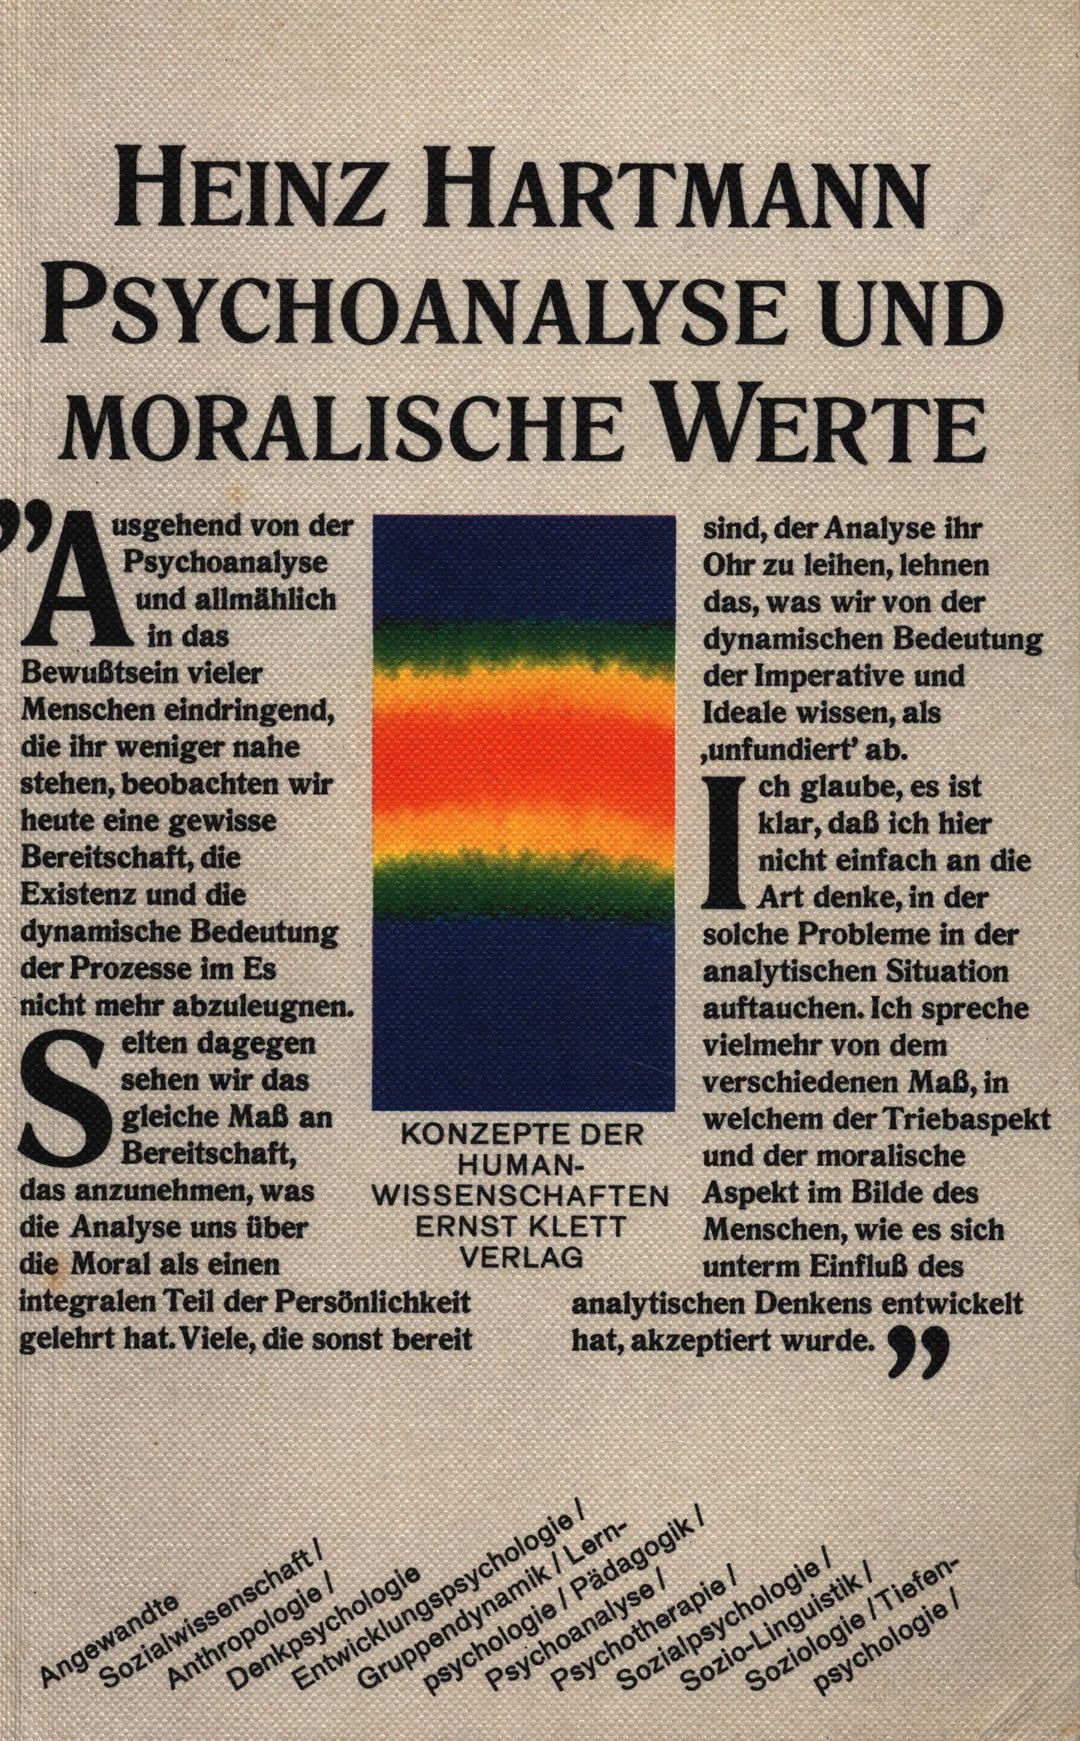 HEINZ HARTMANN
PSYCHOANALYSE UND
MORALISCHE WERTE
”Ausgehend von der
Psychoanalyse
und allmählich
in das
Bewußtsein vieler
Menschen eindringend,
die ihr weniger nahe
stehen, beobachten wir
heute eine gewisse
Bereitschaft, die
Existenz und die
dynamische Bedeutung
der Prozesse im Es
nicht mehr abzuleugnen.
Selten dagegen
sehen wir das
gleiche Maß an
Bereitschaft,
das anzunehmen, was
die Analyse uns über
die Moral als einen
integralen Teil der Persönlichkeit
gelehrt hat. Viele, die sonst bereit
sind, der Analyse ihr
Ohr zu leihen, lehnen
das, was wir von der
dynamischen Bedeutung
der Imperative und
Ideale wissen, als
‚unfundiert’ ab.
Ich glaube, es ist
klar, daß ich hier
nicht einfach an die
Art denke, in der
solche Probleme in der
analytischen Situation
auftauchen. Ich spreche
vielmehr von dem
verschiedenen Maß, in
welchem der Triebaspekt
und der moralische
Aspekt im Bilde des
Menschen, wie es sich
unterm Einfluß des
analytischen Denkens entwickelt
hat, akzeptiert wurde.”
KONZEPTE DER
HUMAN-
WISSENSCHAFTEN
ERNST KLETT
VERLAG
Angewandte
Sozialwissenschaft /
Anthropologie /
Denkpsychologie
Entwicklungspsychologie /
Gruppendynamik / Lern-
psychologie / Pädagogik /
Psychoanalyse /
Psychotherapie /
Sozialpsychologie /
Sozio-Linguistik /
Soziologie / Tiefen-
psychologie /